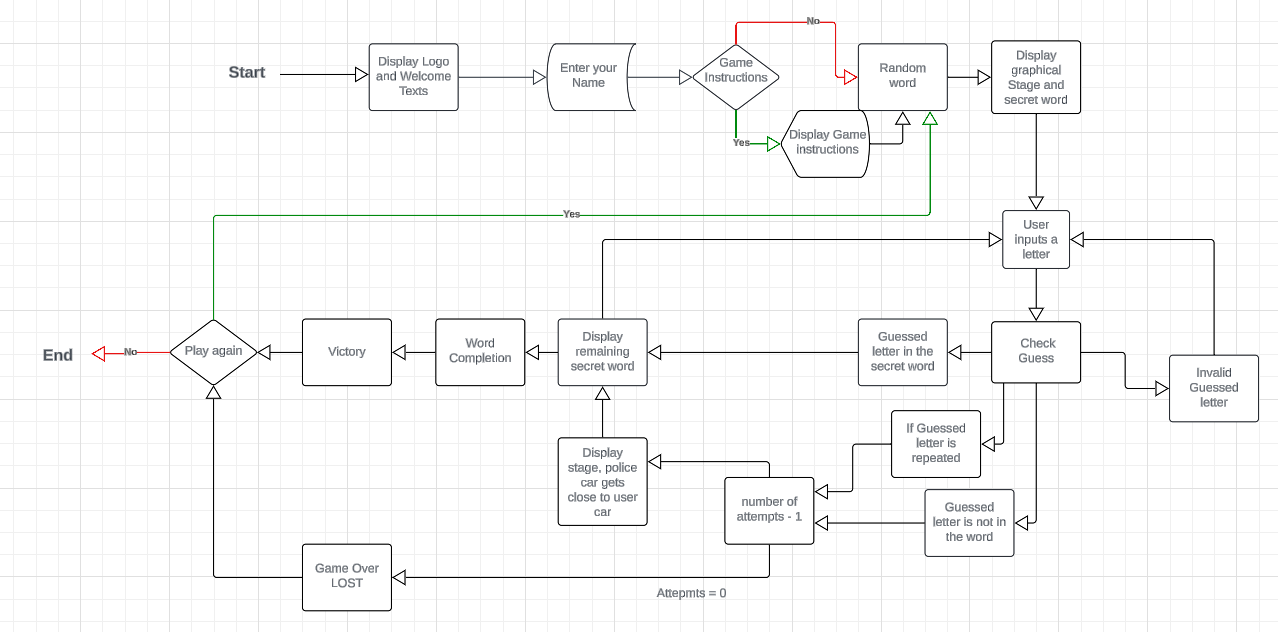 No
Start
Display Logo
and Welcome
Texts
Enter your
Name
Game
Instructions
Random
word
Display
graphical
Stage and
secret word
Yes
Display Game
instructions
Yes
User
inputs a
letter
End
No
Play again
Victory
Word
Completion
Display
remaining
secret word
Guessed
letter in the
secret word
Check
Guess
Invalid
Guessed
letter
If Guessed
letter is
repeated
Display
stage, police
car gets
close to user
car
number of
attempts - 1
Guessed
letter is not in
the word
Game Over
LOST
Attepmts = 0